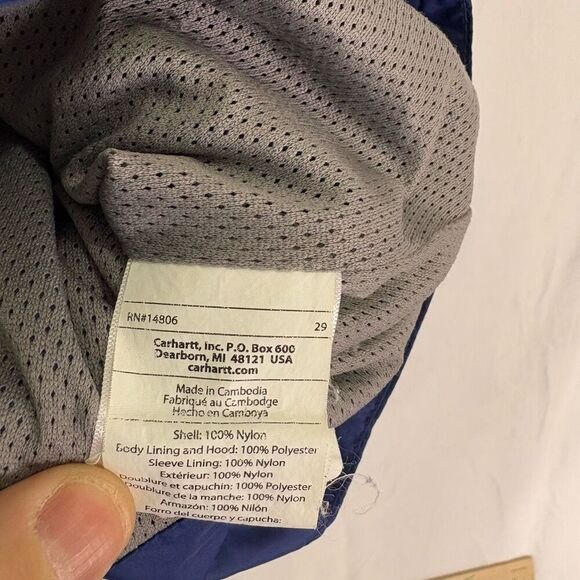 RN#14806 29
Carhartt, Inc. P.O. Box 600
Dearborn, MI 48121 USA
carhartt.com
Made in Cambodia
Fabriqué au Cambodge
Hecho en Camboya
Shell: 100% Nylon
Body Lining and Hood: 100% Polyester
Sleeve Lining: 100% Nylon
Extérieur: 100% Nylon
Doublure et capuchin: 100% Polyester
Doublure de la manche: 100% Nylon
Armazón: 100% Nilón
Forro del cuerpo y capucha: